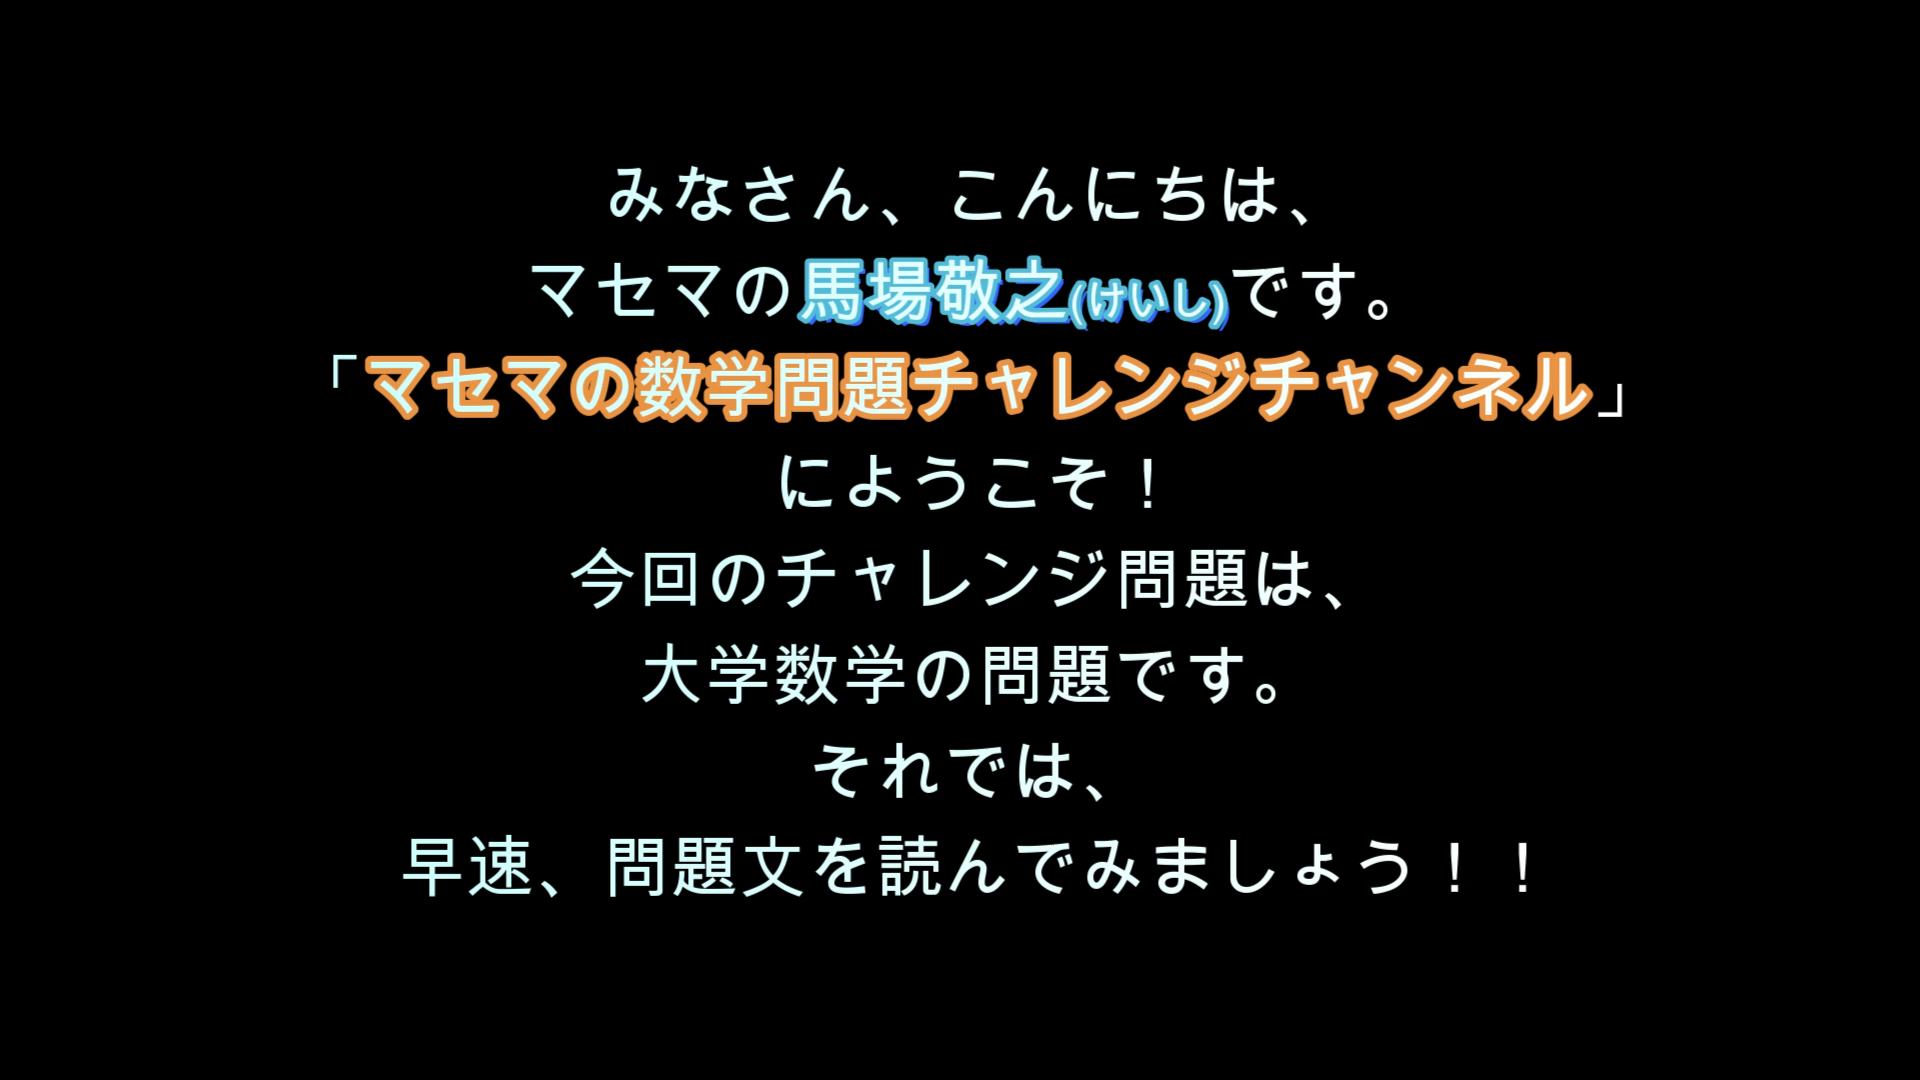 みなさん、こんにちは、
マセマの馬場敬之(けいし)です。
「マセマの数学問題チャレンジチャンネル」
にようこそ！
今回のチャレンジ問題は、
大学数学の問題です。
それでは、
早速、問題文を読んでみましょう！！